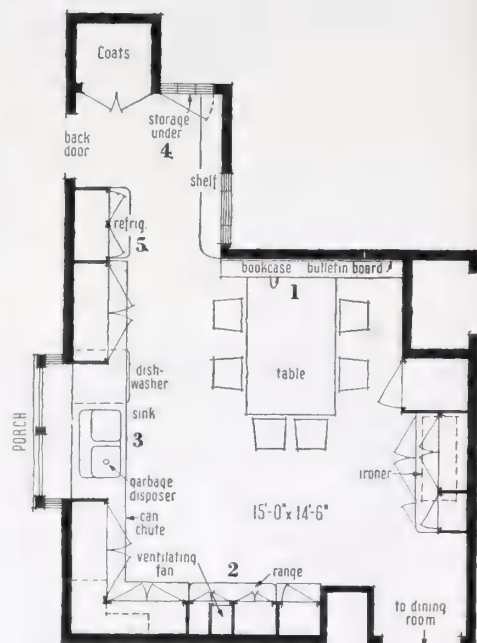 Coats
storage
under
4
back
door
shelf
refrig.
5
bookcase
bulletin board
1
dish-
washer
table
sink
3
PORCH
garbage
disposer
ironer
can
chute
15'-0" x 14'-6"
ventilating
fan
2
range
to dining
room